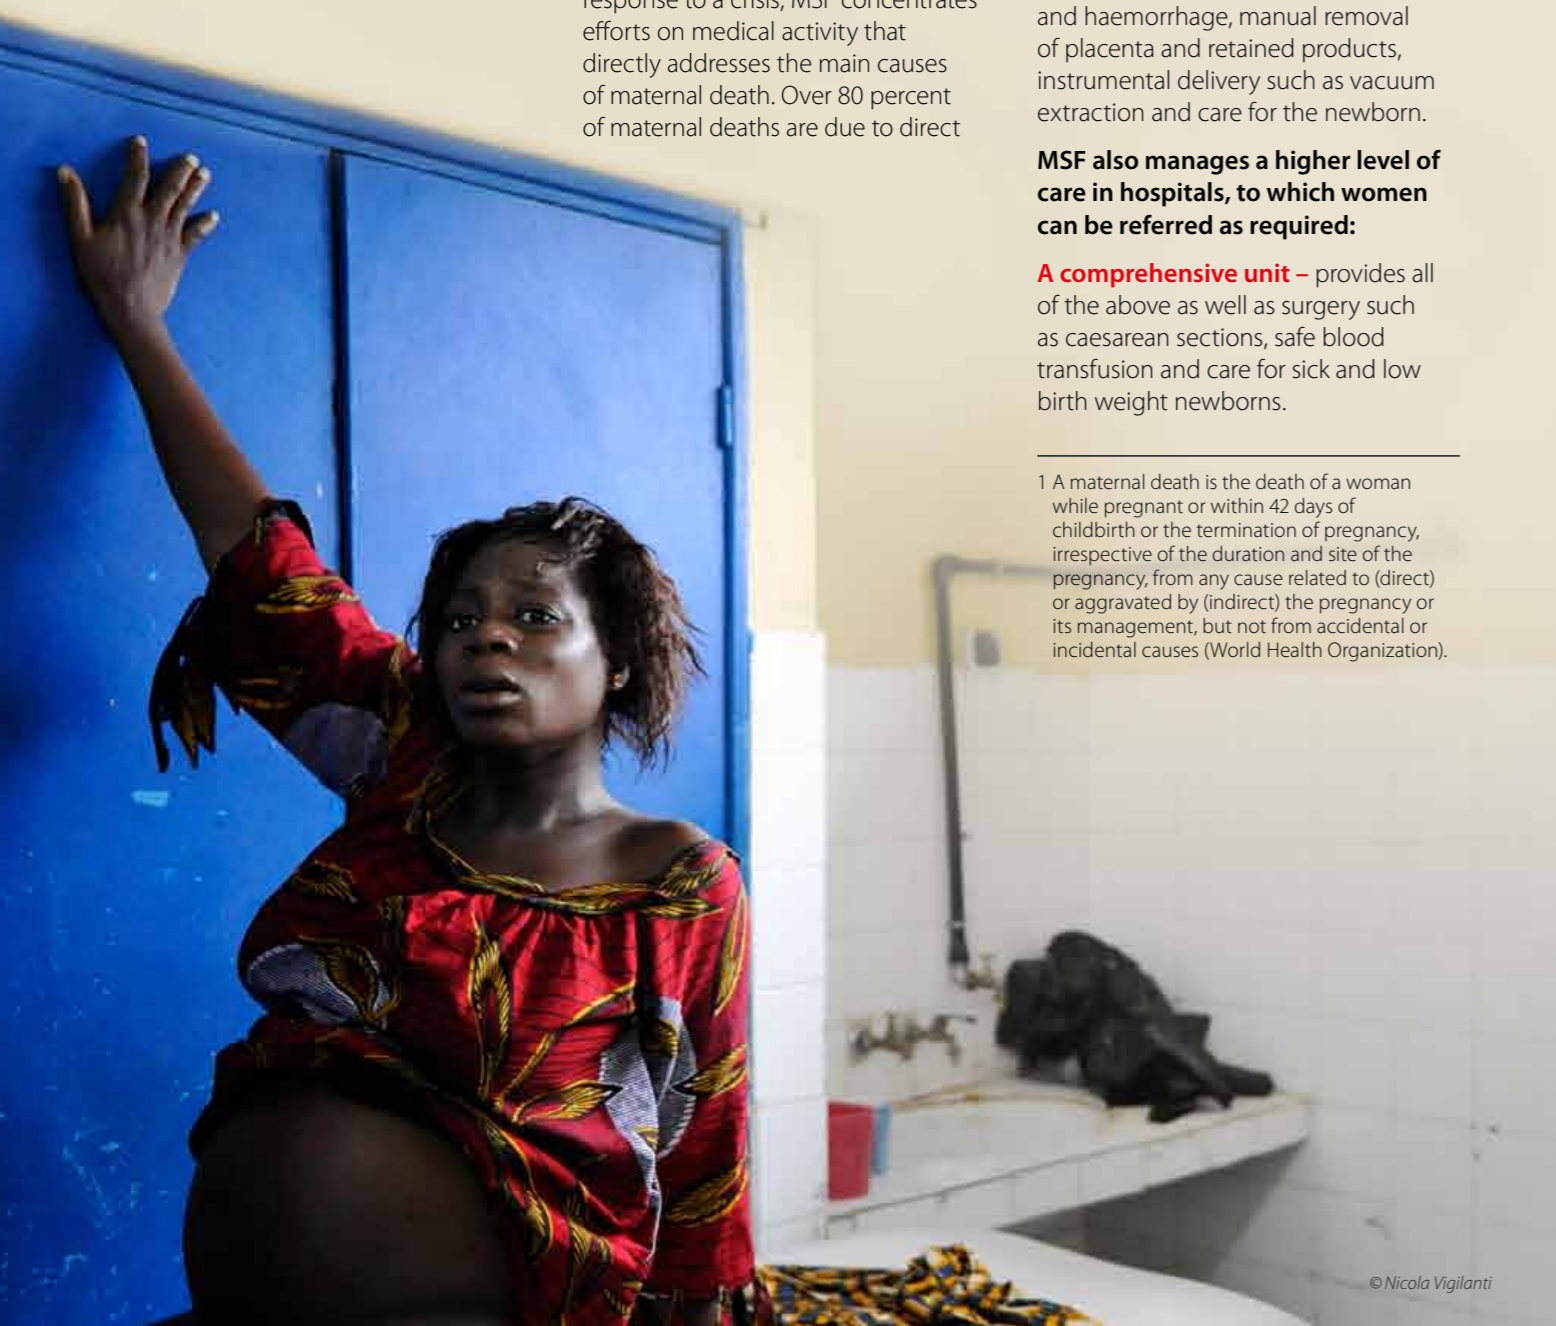 response to a crisis, MSF concentrates
efforts on medical activity that
directly addresses the main causes
of maternal death. Over 80 percent
of maternal deaths are due to direct
and haemorrhage, manual removal
of placenta and retained products,
instrumental delivery such as vacuum
extraction and care for the newborn.
MSF also manages a higher level of
care in hospitals, to which women
can be referred as required:
A comprehensive unit – provides all
of the above as well as surgery such
as caesarean sections, safe blood
transfusion and care for sick and low
birth weight newborns.
1 A maternal death is the death of a woman
while pregnant or within 42 days of
childbirth or the termination of pregnancy,
irrespective of the duration and site of the
pregnancy, from any cause related to (direct)
or aggravated by (indirect) the pregnancy or
its management, but not from accidental or
incidental causes (World Health Organization).
© Nicola Vigilanti